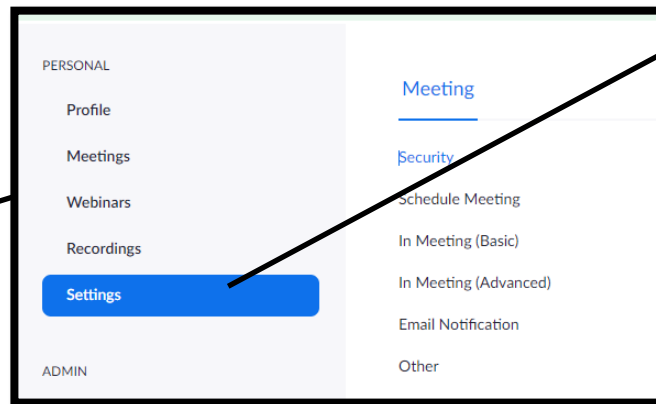 PERSONAL
Profile
Meetings
Webinars
Recordings
Settings
ADMIN
Meeting
Security
Schedule Meeting
In Meeting (Basic)
In Meeting (Advanced)
Email Notification
Other